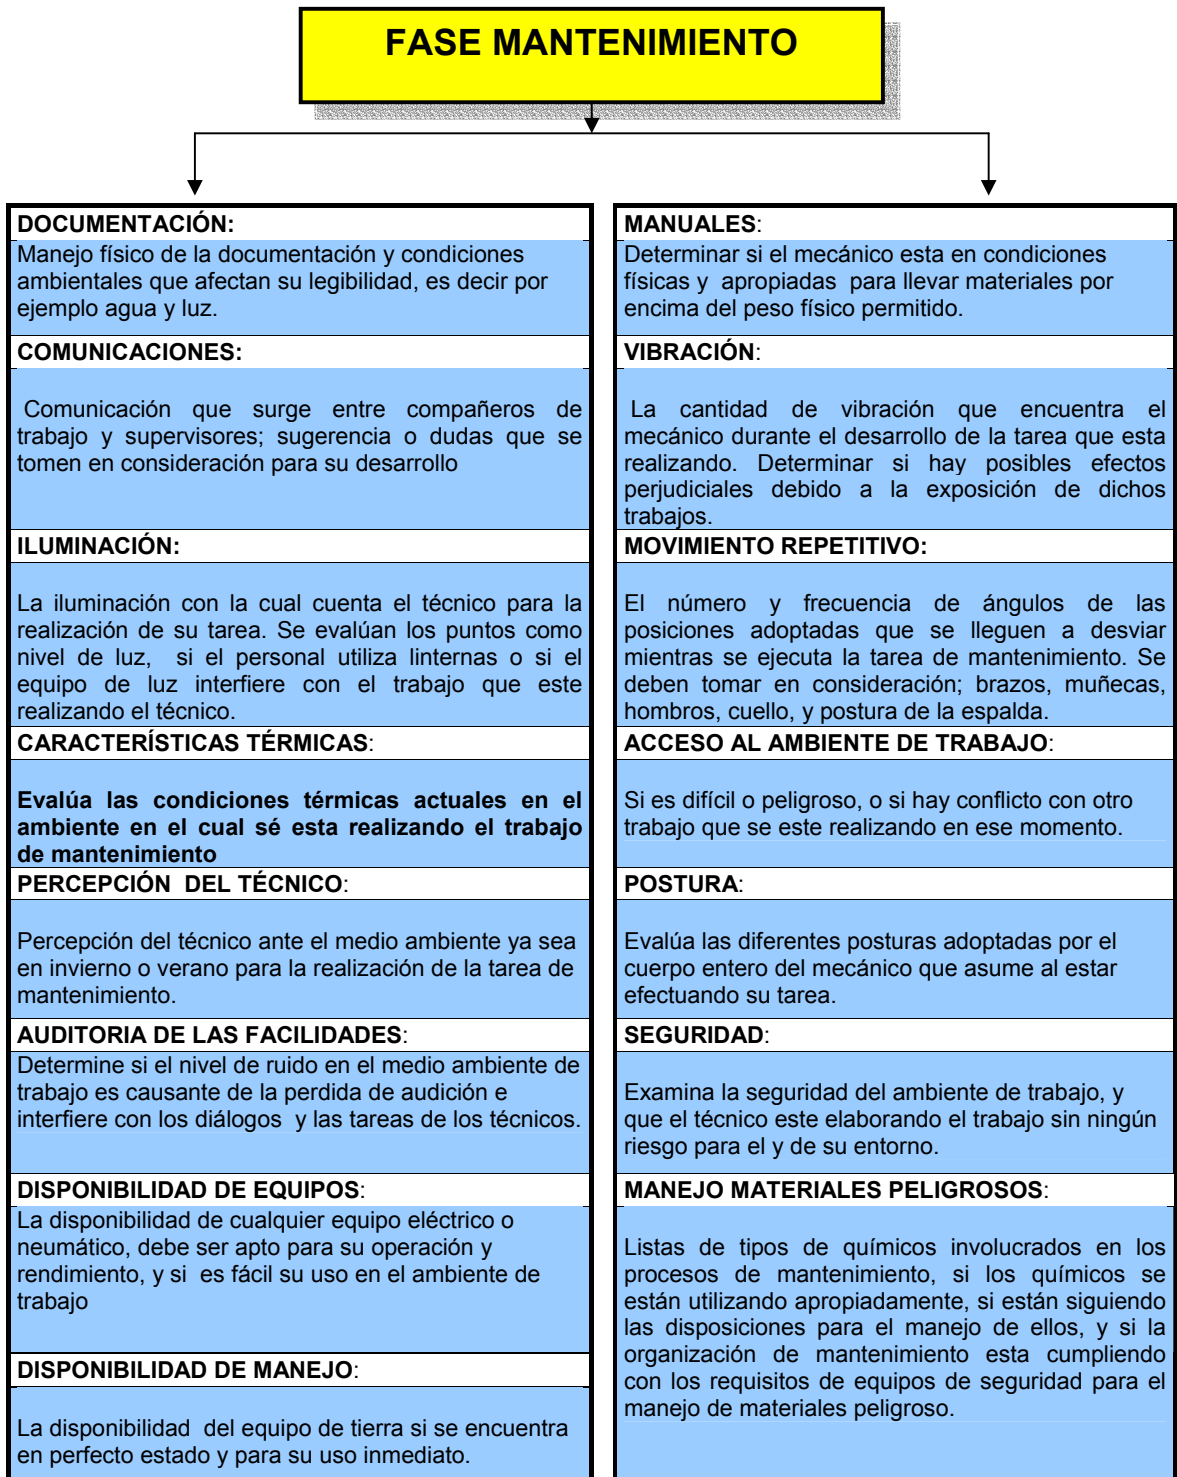 FASE MANTENIMIENTO
DOCUMENTACIÓN:
Manejo físico de la documentación y condiciones
ambientales que afectan su legibilidad, es decir por
ejemplo agua y luz.
COMUNICACIONES:
Comunicación que surge entre compañeros de
trabajo y supervisores; sugerencia o dudas que se
tomen en consideración para su desarrollo
ILUMINACIÓN:
La iluminación con la cual cuenta el técnico para la
realización de su tarea. Se evalúan los puntos como
nivel de luz, si el personal utiliza linternas o si el
equipo de luz interfiere con el trabajo que este
realizando el técnico.
CARACTERÍSTICAS TÉRMICAS:
Evalúa las condiciones térmicas actuales en el
ambiente en el cual sé esta realizando el trabajo
de mantenimiento
PERCEPCIÓN DEL TÉCNICO:
Percepción del técnico ante el medio ambiente ya sea
en invierno o verano para la realización de la tarea de
mantenimiento.
AUDITORIA DE LAS FACILIDADES:
Determine si el nivel de ruido en el medio ambiente de
trabajo es causante de la perdida de audición e
interfiere con los diálogos y las tareas de los técnicos.
DISPONIBILIDAD DE EQUIPOS:
La disponibilidad de cualquier equipo eléctrico o
neumático, debe ser apto para su operación y
rendimiento, y si es fácil su uso en el ambiente de
trabajo
DISPONIBILIDAD DE MANEJO:
La disponibilidad del equipo de tierra si se encuentra
en perfecto estado y para su uso inmediato.
MANUALES:
Determinar si el mecánico esta en condiciones
físicas y apropiadas para llevar materiales por
encima del peso físico permitido.
VIBRACIÓN:
La cantidad de vibración que encuentra el
mecánico durante el desarrollo de la tarea que esta
realizando. Determinar si hay posibles efectos
perjudiciales debido a la exposición de dichos
trabajos.
MOVIMIENTO REPETITIVO:
El número y frecuencia de ángulos de las
posiciones adoptadas que se lleguen a desviar
mientras se ejecuta la tarea de mantenimiento. Se
deben tomar en consideración; brazos, muñecas,
hombros, cuello, y postura de la espalda.
ACCESO AL AMBIENTE DE TRABAJO:
Si es difícil o peligroso, o si hay conflicto con otro
trabajo que se este realizando en ese momento.
POSTURA:
Evalúa las diferentes posturas adoptadas por el
cuerpo entero del mecánico que asume al estar
efectuando su tarea.
SEGURIDAD:
Examina la seguridad del ambiente de trabajo, y
que el técnico este elaborando el trabajo sin ningún
riesgo para el y de su entorno.
MANEJO MATERIALES PELIGROSOS:
Listas de tipos de químicos involucrados en los
procesos de mantenimiento, si los químicos se
están utilizando apropiadamente, si están siguiendo
las disposiciones para el manejo de ellos, y si la
organización de mantenimiento esta cumpliendo
con los requisitos de equipos de seguridad para el
manejo de materiales peligroso.